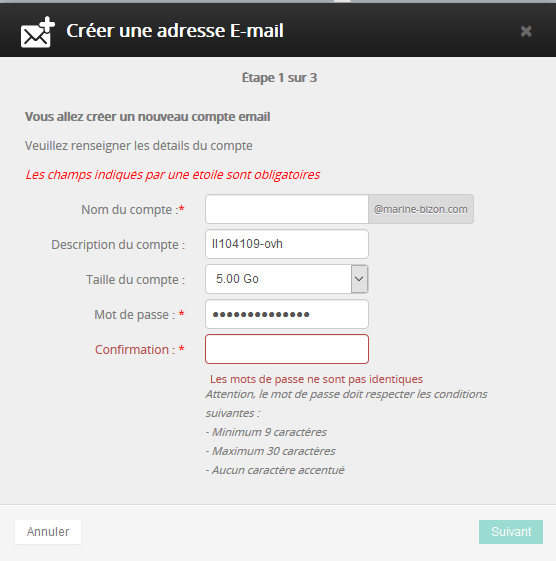 Créer une adresse E-mail
Étape 1 sur 3
Vous allez créer un nouveau compte email
Veuillez renseigner les détails du compte
Les champs indiqués par une étoile sont obligatoires
Nom du compte :* @marine-bizon.com
Description du compte : ll104109-ovh
Taille du compte : 5.00 Go
Mot de passe : * ●●●●●●●●●●●●●●
Confirmation : *
Les mots de passe ne sont pas identiques
Attention, le mot de passe doit respecter les conditions
suivantes :
- Minimum 9 caractères
- Maximum 30 caractères
- Aucun caractère accentué
Annuler Suivant